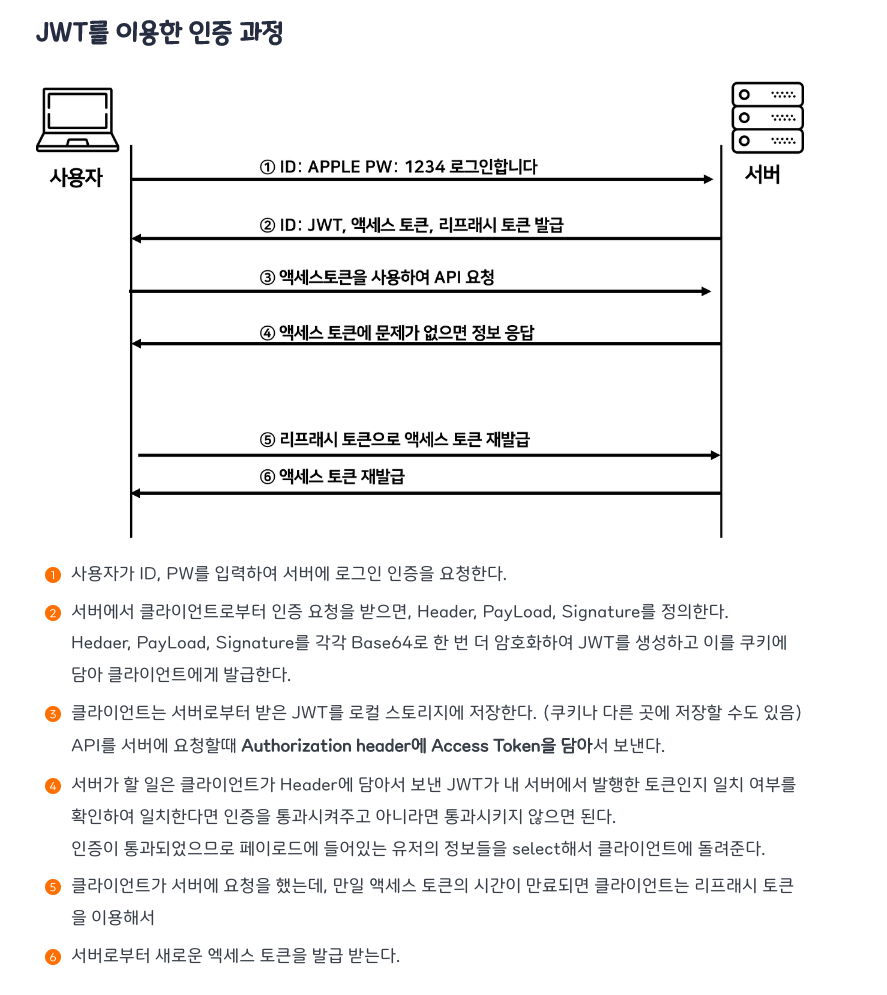 JWT를 이용한 인증 과정
사용자
서버
① ID: APPLE PW: 1234 로그인합니다
② ID: JWT, 액세스 토큰, 리프래시 토큰 발급
③ 액세스토큰을 사용하여 API 요청
④ 액세스 토큰에 문제가 없으면 정보 응답
⑤ 리프래시 토큰으로 액세스 토큰 재발급
⑥ 액세스 토큰 재발급
1 사용자가 ID, PW를 입력하여 서버에 로그인 인증을 요청한다.
2 서버에서 클라이언트로부터 인증 요청을 받으면, Header, PayLoad, Signature를 정의한다.
Hedaer, PayLoad, Signature를 각각 Base64로 한 번 더 암호화하여 JWT를 생성하고 이를 쿠키에
담아 클라이언트에게 발급한다.
3 클라이언트는 서버로부터 받은 JWT를 로컬 스토리지에 저장한다. (쿠키나 다른 곳에 저장할 수도 있음)
API를 서버에 요청할때 Authorization header에 Access Token을 담아서 보낸다.
4 서버가 할 일은 클라이언트가 Header에 담아서 보낸 JWT가 내 서버에서 발행한 토큰인지 일치 여부를
확인하여 일치한다면 인증을 통과시켜주고 아니라면 통과시키지 않으면 된다.
인증이 통과되었으므로 페이로드에 들어있는 유저의 정보들을 select해서 클라이언트에 돌려준다.
5 클라이언트가 서버에 요청을 했는데, 만일 액세스 토큰의 시간이 만료되면 클라이언트는 리프래시 토큰
을 이용해서
6 서버로부터 새로운 엑세스 토큰을 발급 받는다.